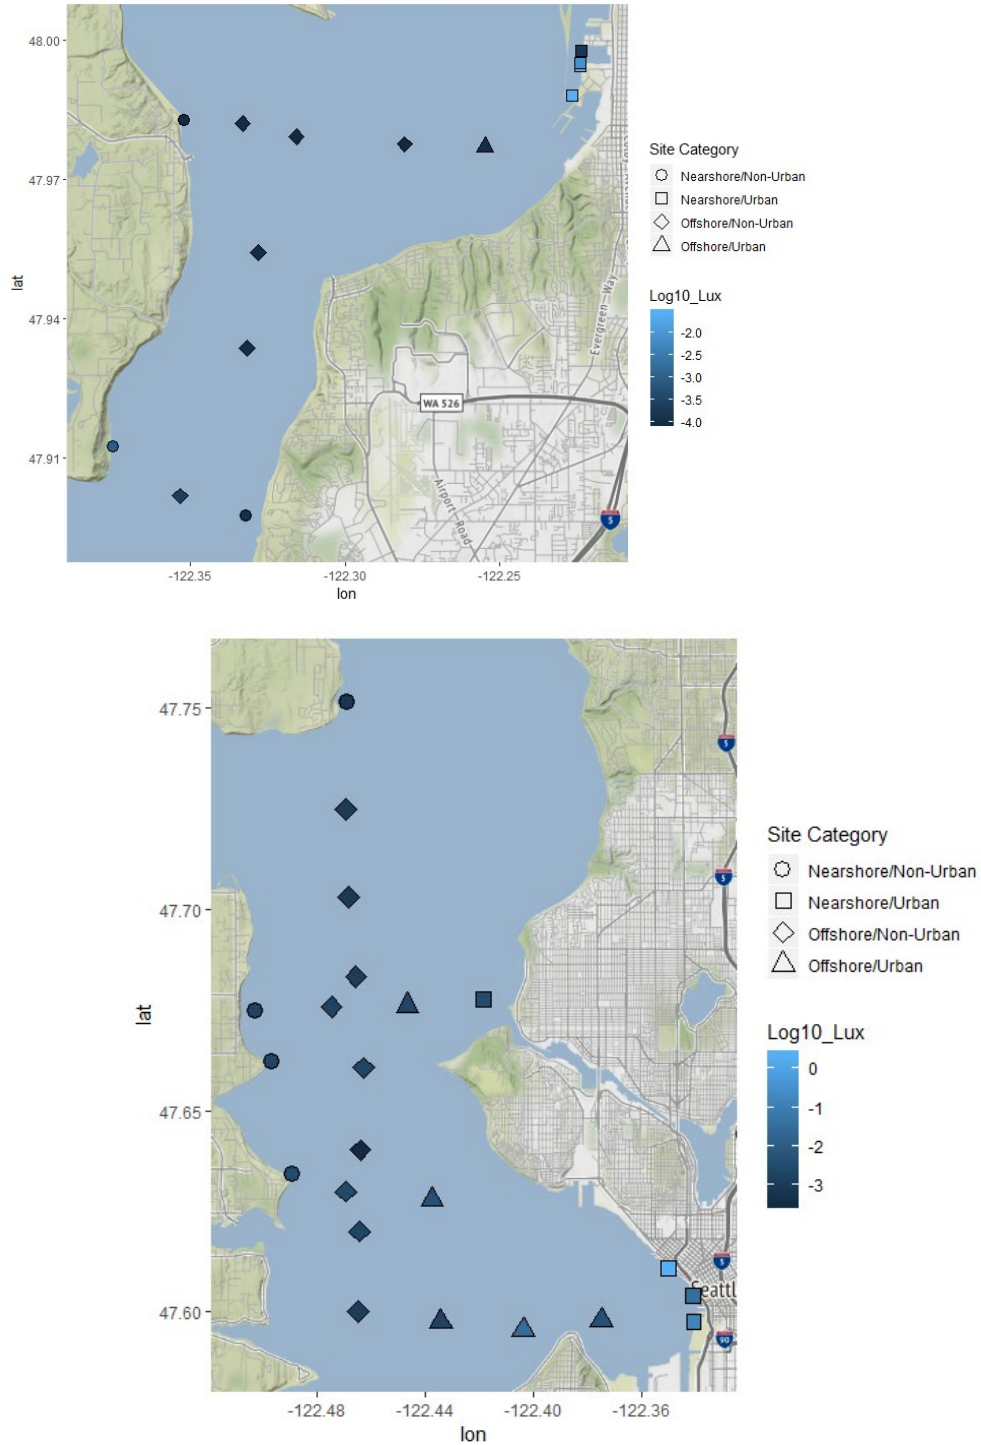 48.00
47.97
47.94
47.91
lat
-122.35
-122.30
-122.25
lon
WA 526
Airport Road
Evergreen Way
5
Site Category
Nearshore/Non-Urban
Nearshore/Urban
Offshore/Non-Urban
Offshore/Urban
Log10_Lux
-2.0
-2.5
-3.0
-3.5
-4.0
47.75
47.70
47.65
47.60
lat
-122.48
-122.44
-122.40
-122.36
lon
5
5
5
Seattl
90
Site Category
Nearshore/Non-Urban
Nearshore/Urban
Offshore/Non-Urban
Offshore/Urban
Log10_Lux
0
-1
-2
-3